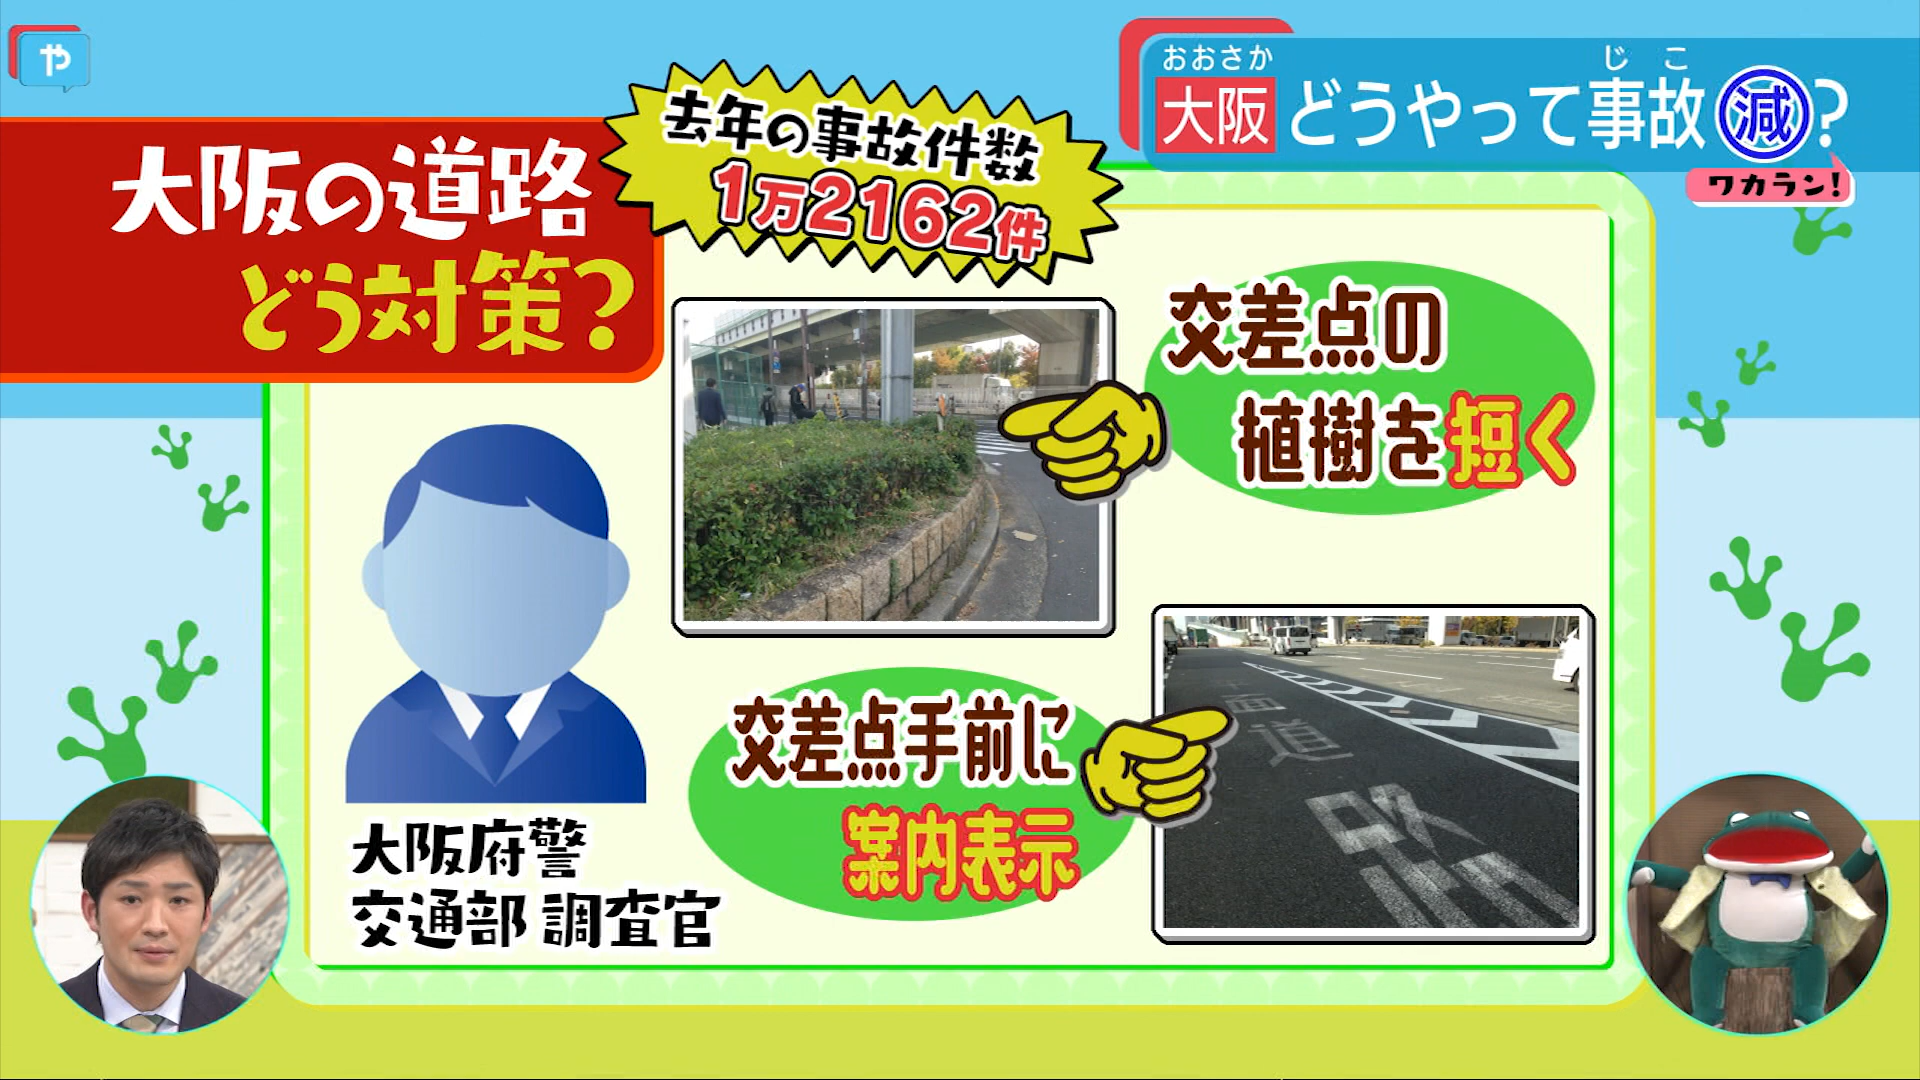 や
おおさか
じこ
大阪 どうやって事故減?
ワカラン!
大阪の道路
どう対策?
去年の事故件数
1万2162件
交差点の
植樹を短く
交差点手前に
案内表示
道
路
大阪府警
交通部 調査官